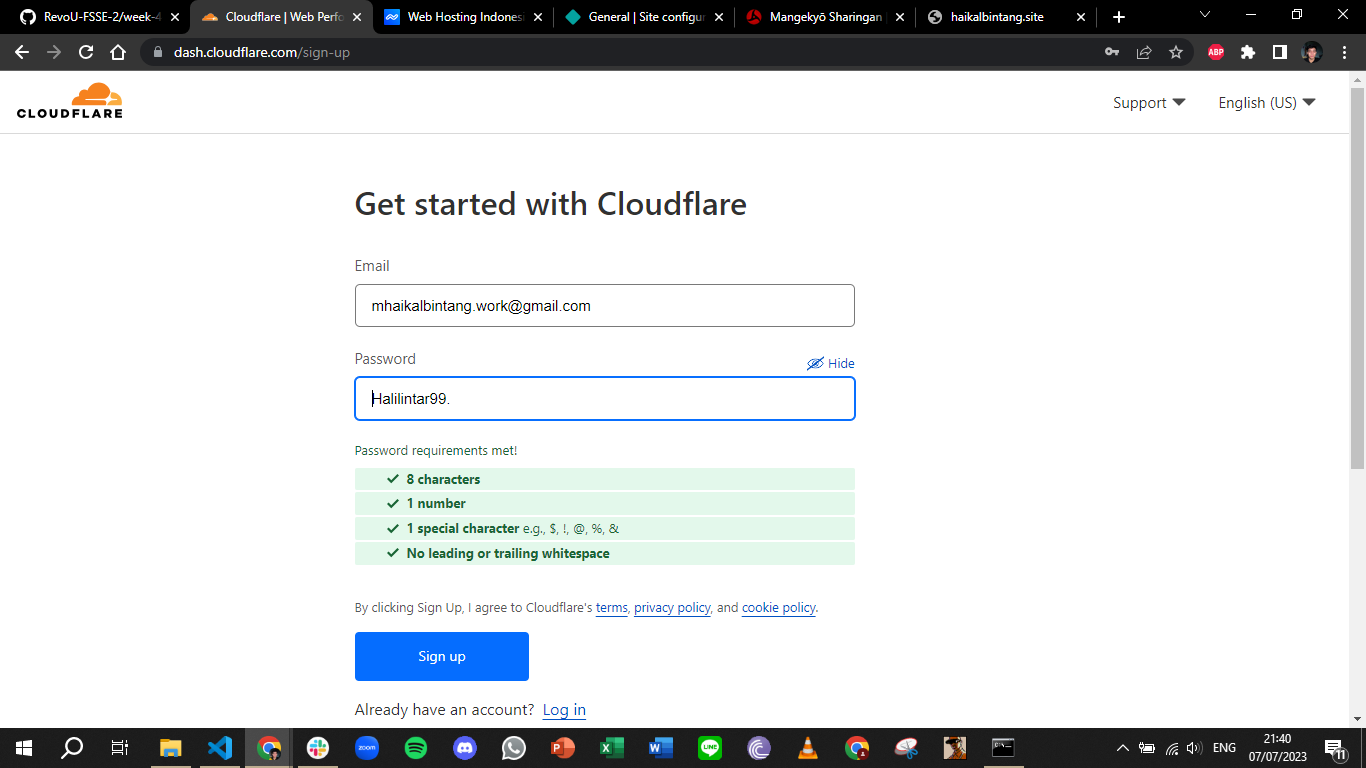 RevoU-FSSE-2/week-4
Cloudflare | Web Perfo
Web Hosting Indonesi
General | Site configur
Mangekyō Sharingan |
haikalbintang.site
dash.cloudflare.com/sign-up
ABP
CLOUDFLARE
Support
English (US)
Get started with Cloudflare
Email
mhaikalbintang.work@gmail.com
Password
Hide
Halilintar99.
Password requirements met!
8 characters
1 number
1 special character e.g., $, !, @, %, &
No leading or trailing whitespace
By clicking Sign Up, I agree to Cloudflare's terms, privacy policy, and cookie policy.
Sign up
Already have an account? Log in
zoom
LINE
ENG
21:40
07/07/2023
11